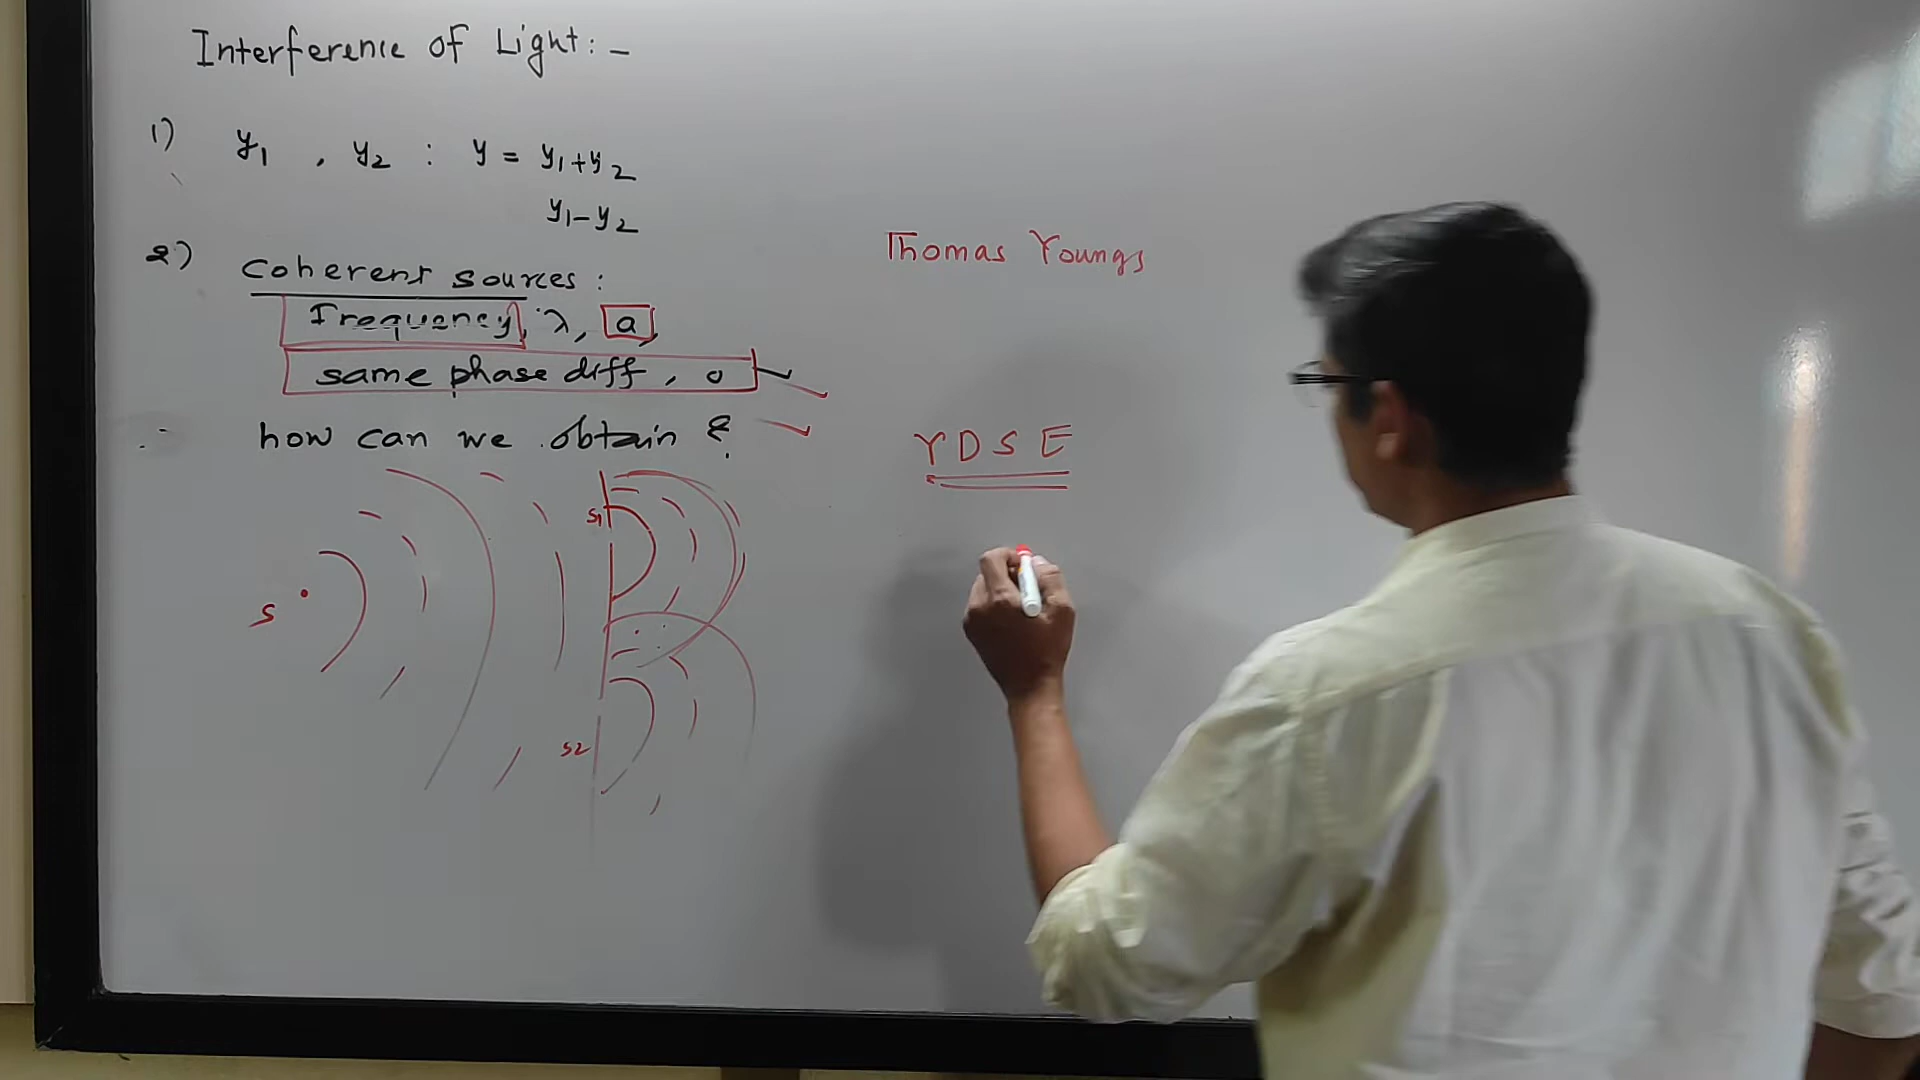 Interference of Light:-
1) y1 , y2 : y = y1+y2
y1-y2
2) coherent sources:
Frequency, λ, a,
same phase diff, 0
how can we obtain ?
S
S1
S2
Thomas Youngs
YDSE